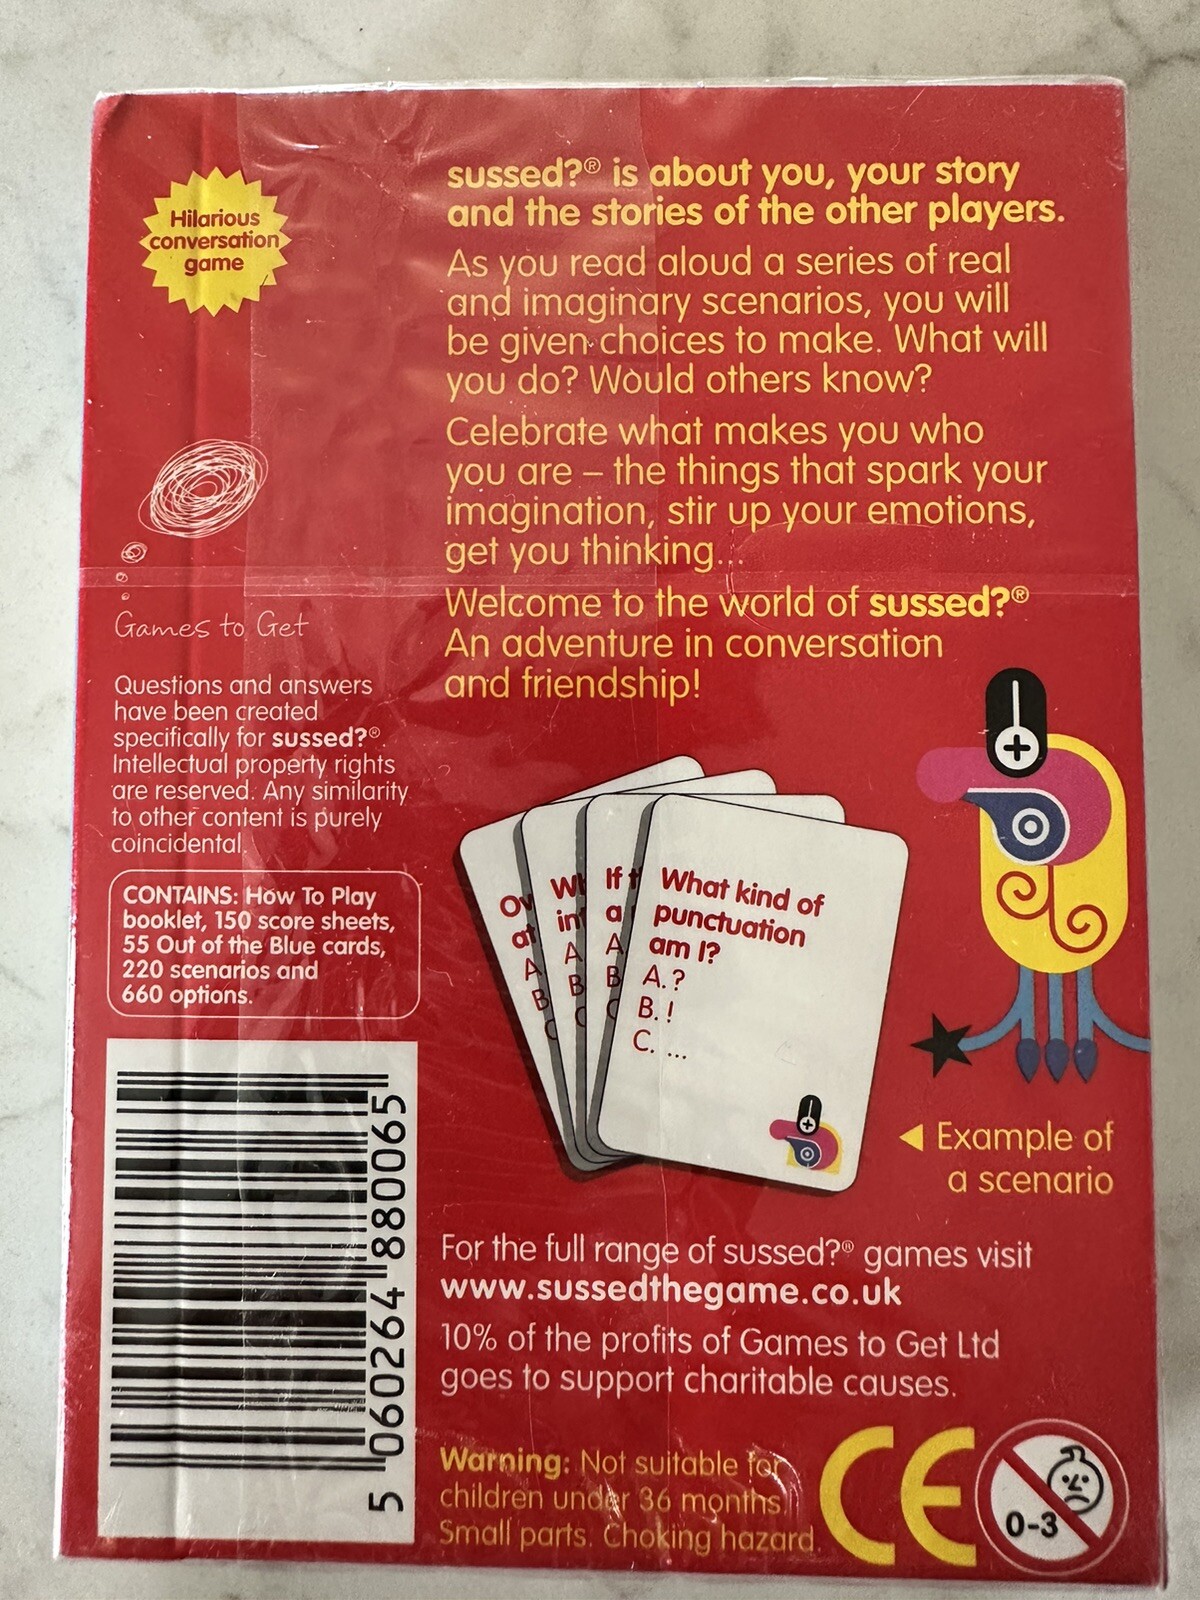 Hilarious
conversation
game
sussed?® is about you, your story
and the stories of the other players.
As you read aloud a series of real
and imaginary scenarios, you will
be given choices to make. What will
you do? Would others know?
Celebrate what makes you who
you are – the things that spark your
imagination, stir up your emotions,
get you thinking...
Welcome to the world of sussed?®
An adventure in conversation
and friendship!
Games to Get
Questions and answers
have been created
specifically for sussed?®.
Intellectual property rights
are reserved. Any similarity
to other content is purely
coincidental.
CONTAINS: How To Play
booklet, 150 score sheets,
55 Out of the Blue cards,
220 scenarios and
660 options.
5 060264 880065
Ov
at
A
B
C
Wh
int
A
B
C
If t
a
A
B
C
What kind of
punctuation
am I?
A. ?
B. !
C. ...
Example of
a scenario
For the full range of sussed?® games visit
www.sussedthegame.co.uk
10% of the profits of Games to Get Ltd
goes to support charitable causes.
Warning: Not suitable for
children under 36 months.
Small parts. Choking hazard.
CE
0-3